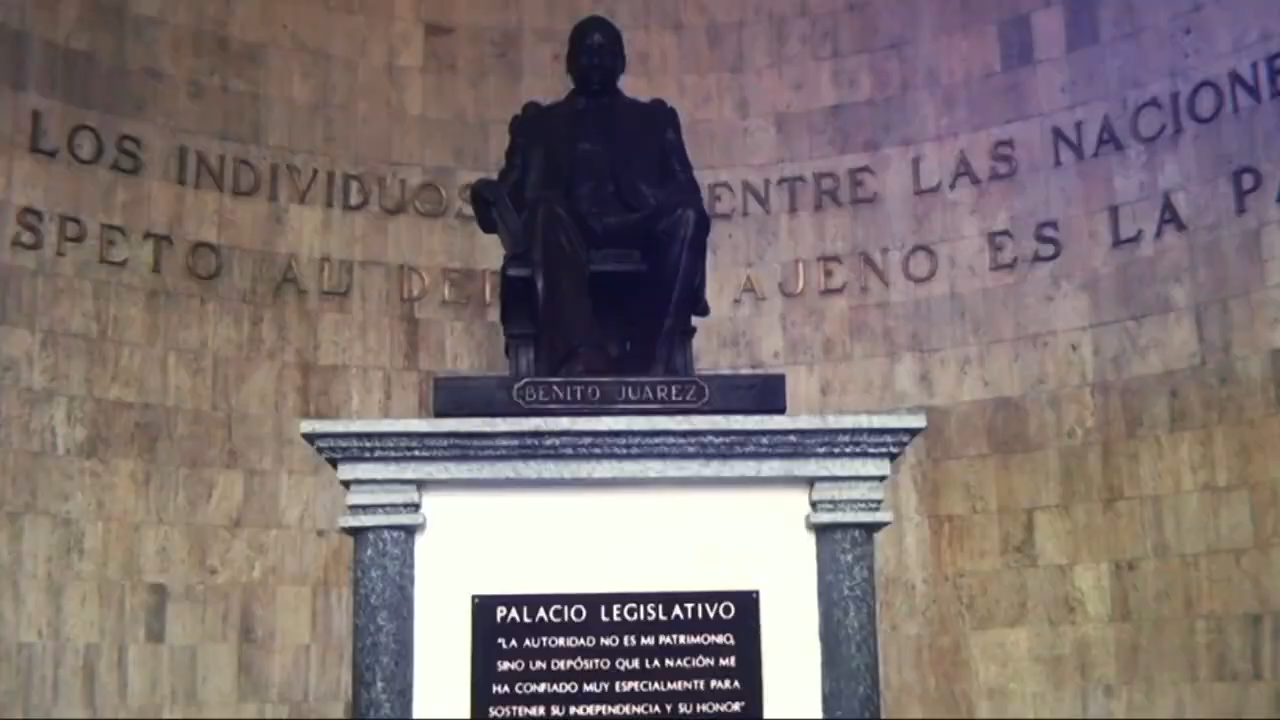 LOS INDIVIDUOS ENTRE LAS NACIONE
SPETO AL DE AJENO ES LA P
BENITO JUAREZ
PALACIO LEGISLATIVO
"LA AUTORIDAD NO ES MI PATRIMONIO,
SINO UN DEPÓSITO QUE LA NACIÓN ME
HA CONFIADO MUY ESPECIALMENTE PARA
SOSTENER SU INDEPENDENCIA Y SU HONOR"